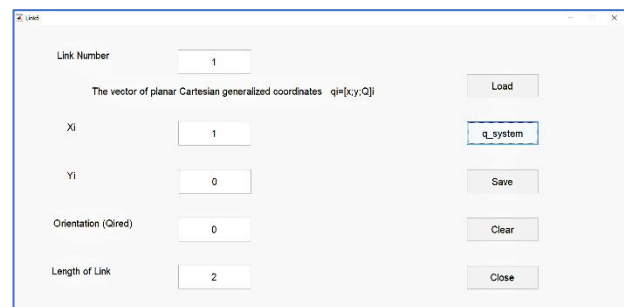 Link6
Link Number 1
The vector of planar Cartesian generalized coordinates qi=[x;y;Q]i
Load
Xi 1 q_system
Yi 0 Save
Orientation (Qired) 0 Clear
Length of Link 2 Close